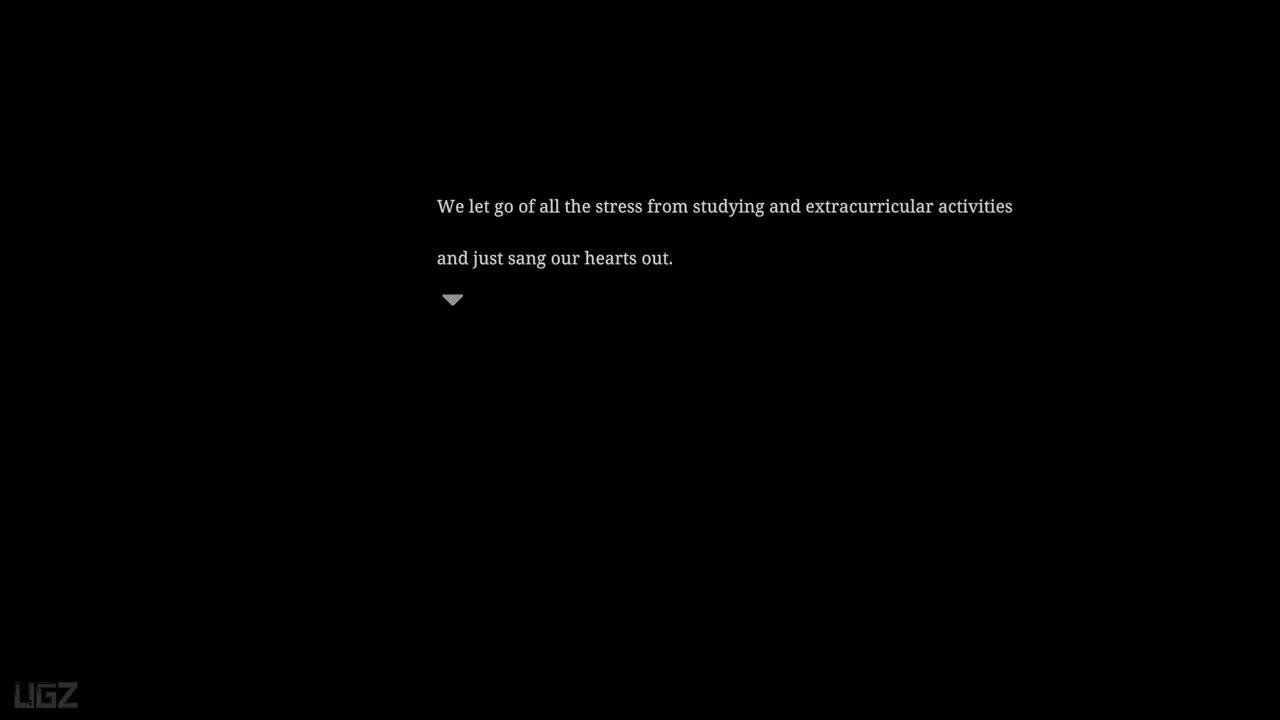 We let go of all the stress from studying and extracurricular activities
and just sang our hearts out.
UGZ